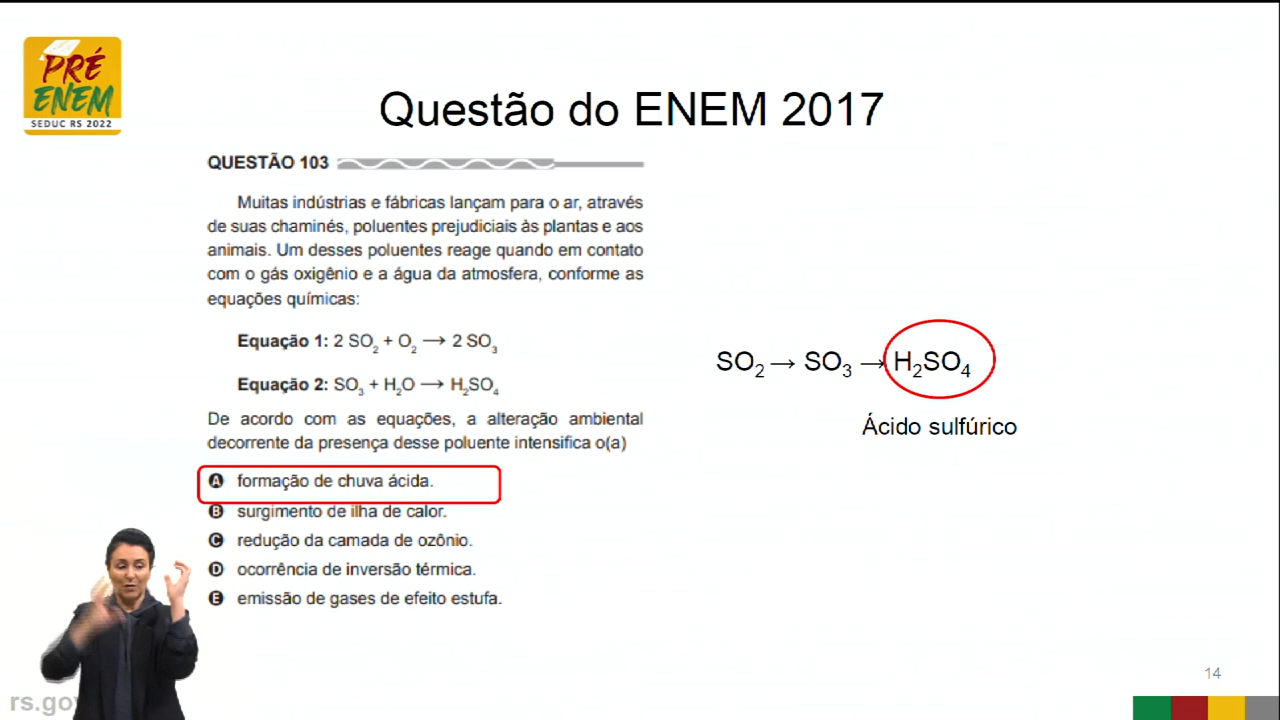 PRÉ
ENEM
SEDUC RS 2022
Questão do ENEM 2017
QUESTÃO 103
Muitas indústrias e fábricas lançam para o ar, através
de suas chaminés, poluentes prejudiciais às plantas e aos
animais. Um desses poluentes reage quando em contato
com o gás oxigênio e a água da atmosfera, conforme as
equações químicas:
Equação 1: 2 SO₂ + O₂ → 2 SO₃
Equação 2: SO₃ + H₂O → H₂SO₄
De acordo com as equações, a alteração ambiental
decorrente da presença desse poluente intensifica o(a)
A formação de chuva ácida.
B surgimento de ilha de calor.
C redução da camada de ozônio.
D ocorrência de inversão térmica.
E emissão de gases de efeito estufa.
SO₂ → SO₃ → H₂SO₄
Ácido sulfúrico
14